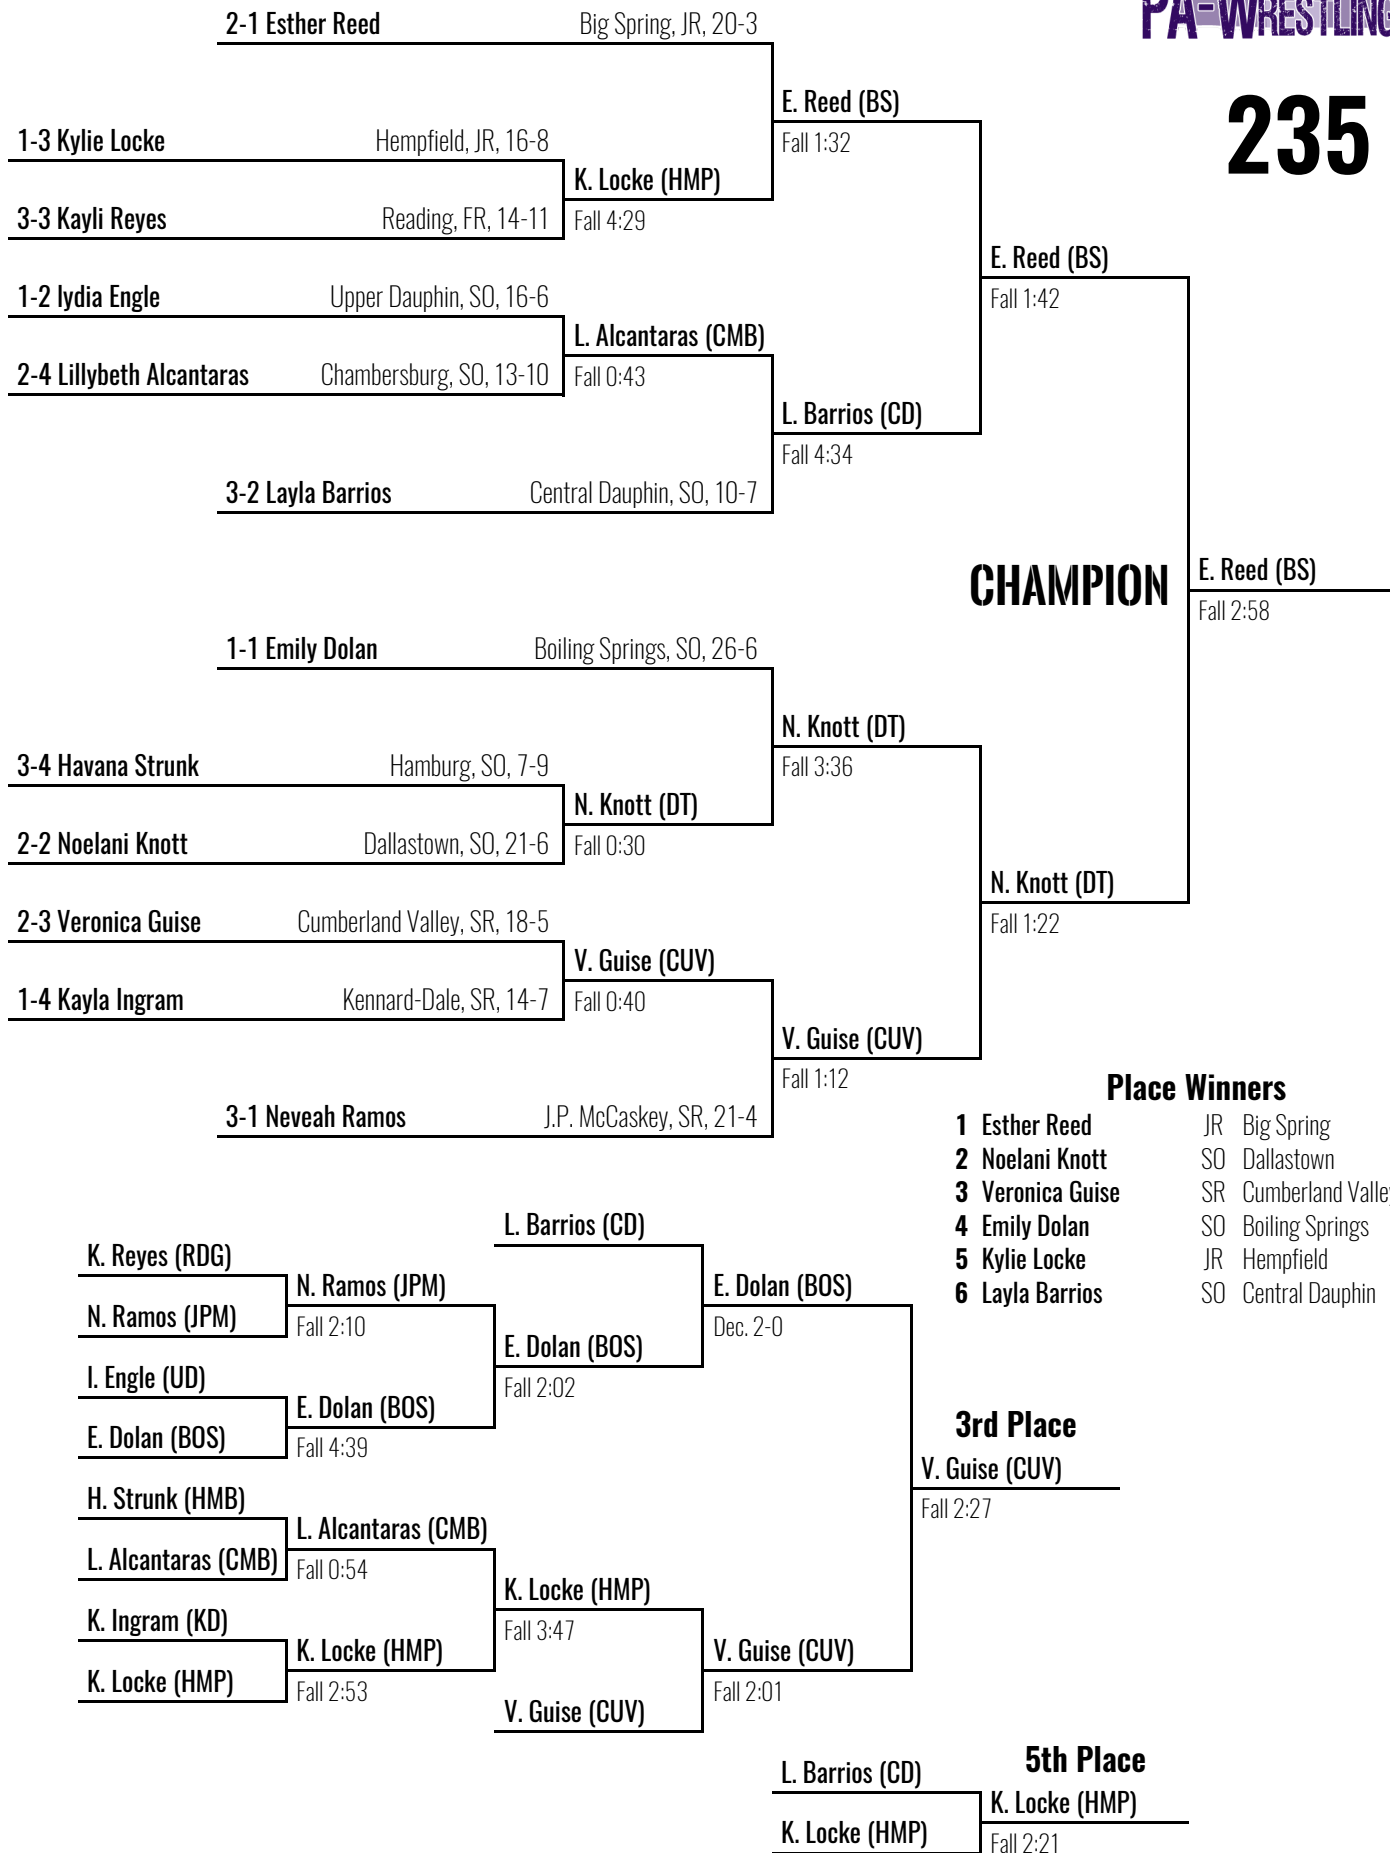 PA-WRESTLING
235
2-1 Esther Reed Big Spring, JR, 20-3
E. Reed (BS)
Fall 1:32
1-3 Kylie Locke Hempfield, JR, 16-8
K. Locke (HMP)
Fall 4:29
3-3 Kayli Reyes Reading, FR, 14-11
E. Reed (BS)
Fall 1:42
1-2 lydia Engle Upper Dauphin, SO, 16-6
L. Alcantaras (CMB)
Fall 0:43
2-4 Lillybeth Alcantaras Chambersburg, SO, 13-10
L. Barrios (CD)
Fall 4:34
3-2 Layla Barrios Central Dauphin, SO, 10-7
CHAMPION
E. Reed (BS)
Fall 2:58
1-1 Emily Dolan Boiling Springs, SO, 26-6
N. Knott (DT)
Fall 3:36
3-4 Havana Strunk Hamburg, SO, 7-9
N. Knott (DT)
Fall 0:30
2-2 Noelani Knott Dallastown, SO, 21-6
N. Knott (DT)
Fall 1:22
2-3 Veronica Guise Cumberland Valley, SR, 18-5
V. Guise (CUV)
Fall 0:40
1-4 Kayla Ingram Kennard-Dale, SR, 14-7
V. Guise (CUV)
Fall 1:12
3-1 Neveah Ramos J.P. McCaskey, SR, 21-4
Place Winners
1 Esther Reed JR Big Spring
2 Noelani Knott SO Dallastown
3 Veronica Guise SR Cumberland Valley
4 Emily Dolan SO Boiling Springs
5 Kylie Locke JR Hempfield
6 Layla Barrios SO Central Dauphin
L. Barrios (CD)
K. Reyes (RDG)
N. Ramos (JPM)
Fall 2:10
N. Ramos (JPM)
E. Dolan (BOS)
Dec. 2-0
E. Dolan (BOS)
Fall 2:02
I. Engle (UD)
E. Dolan (BOS)
Fall 4:39
E. Dolan (BOS)
3rd Place
V. Guise (CUV)
Fall 2:27
H. Strunk (HMB)
L. Alcantaras (CMB)
Fall 0:54
L. Alcantaras (CMB)
K. Locke (HMP)
Fall 3:47
K. Ingram (KD)
K. Locke (HMP)
Fall 2:53
K. Locke (HMP)
V. Guise (CUV)
Fall 2:01
V. Guise (CUV)
5th Place
L. Barrios (CD)
K. Locke (HMP)
Fall 2:21
K. Locke (HMP)